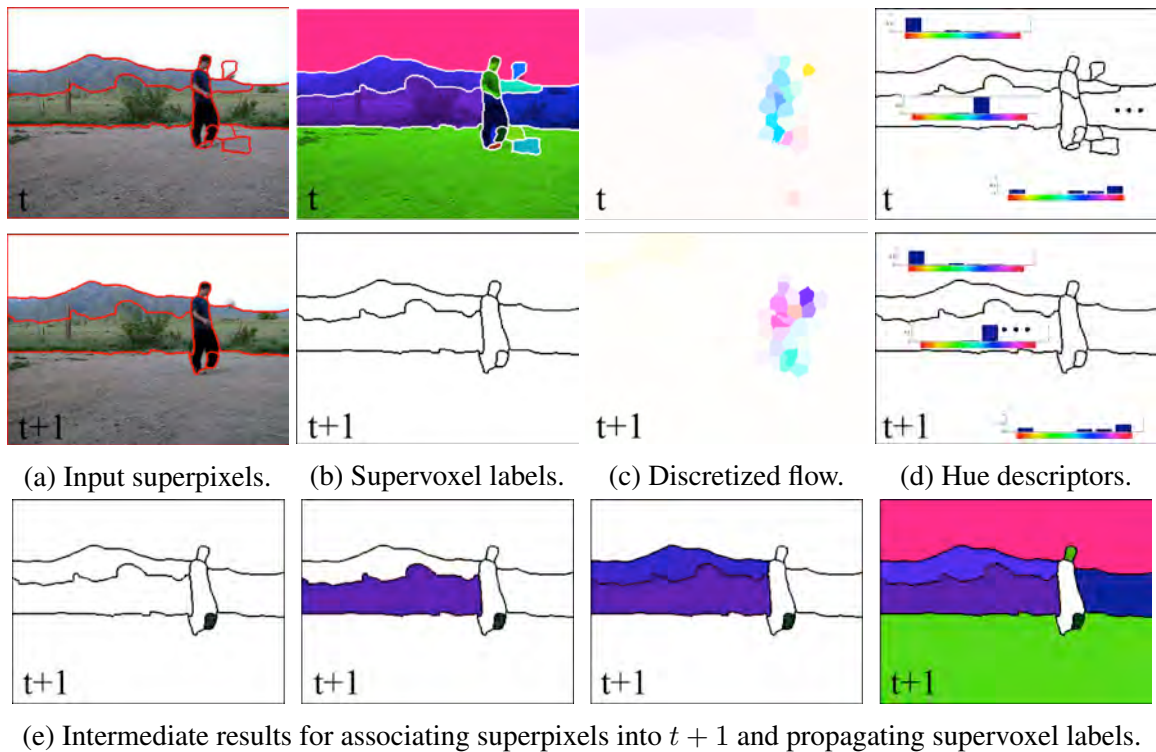 t
t
t
t
t+1
t+1
t+1
t+1
(a) Input superpixels.
(b) Supervoxel labels.
(c) Discretized flow.
(d) Hue descriptors.
t+1
t+1
t+1
t+1
(e) Intermediate results for associating superpixels into t + 1 and propagating supervoxel labels.